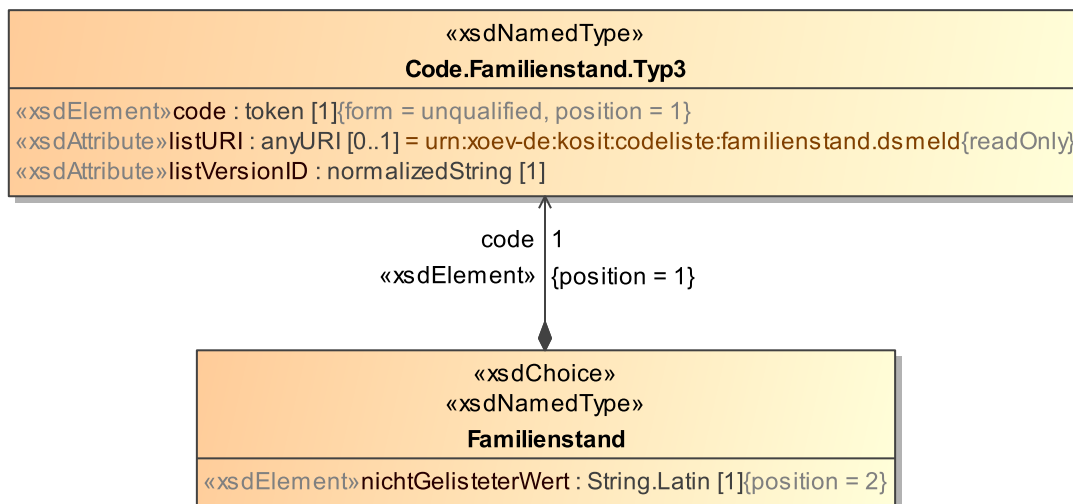 «xsdNamedType»
Code.Familienstand.Typ3
«xsdElement»code : token [1]{form = unqualified, position = 1}
«xsdAttribute»listURI : anyURI [0..1] = urn:xoev-de:kosit:codeliste:familienstand.dsmeld{readOnly}
«xsdAttribute»listVersionID : normalizedString [1]
code 1
«xsdElement» {position = 1}
«xsdChoice»
«xsdNamedType»
Familienstand
«xsdElement»nichtGelisteterWert : String.Latin [1]{position = 2}